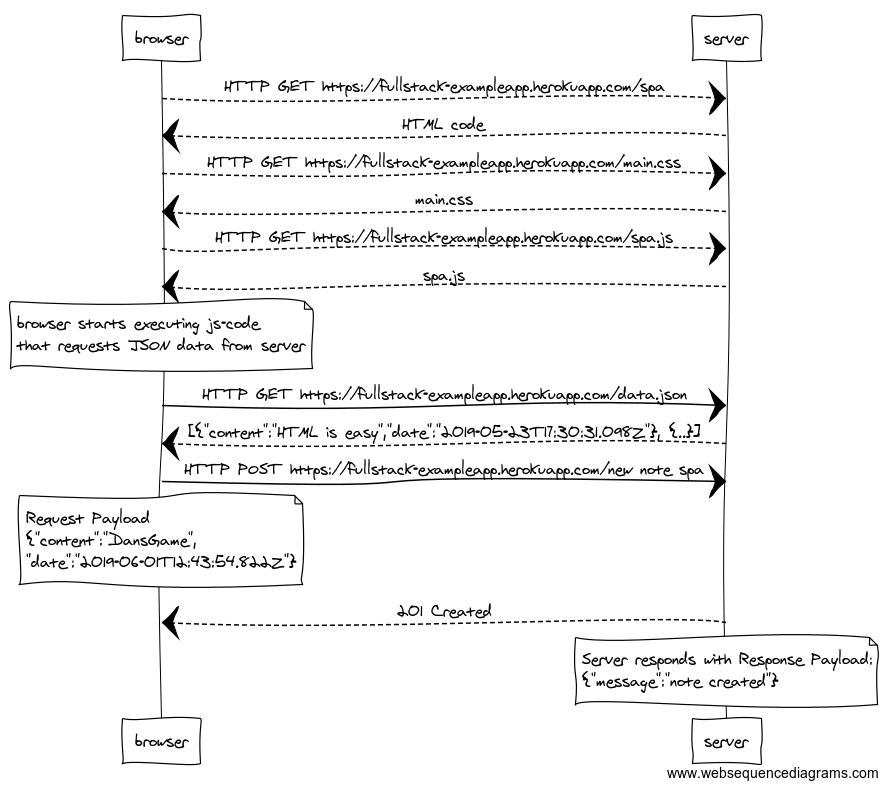 browser
server
HTTP GET https://fullstack-exampleapp.herokuapp.com/spa
HTML code
HTTP GET https://fullstack-exampleapp.herokuapp.com/main.css
main.css
HTTP GET https://fullstack-exampleapp.herokuapp.com/spa.js
spa.js
browser starts executing js-code
that requests JSON data from server
HTTP GET https://fullstack-exampleapp.herokuapp.com/data.json
[{"content":"HTML is easy","date":"2019-05-23T17:30:31.098Z"}, {..}]
HTTP POST https://fullstack-exampleapp.herokuapp.com/new note spa
Request Payload
{"content":"DansGame",
"date":"2019-06-01T12:43:54.822Z"}
201 Created
Server responds with Response Payload:
{"message":"note created"}
browser
server
www.websequencediagrams.com